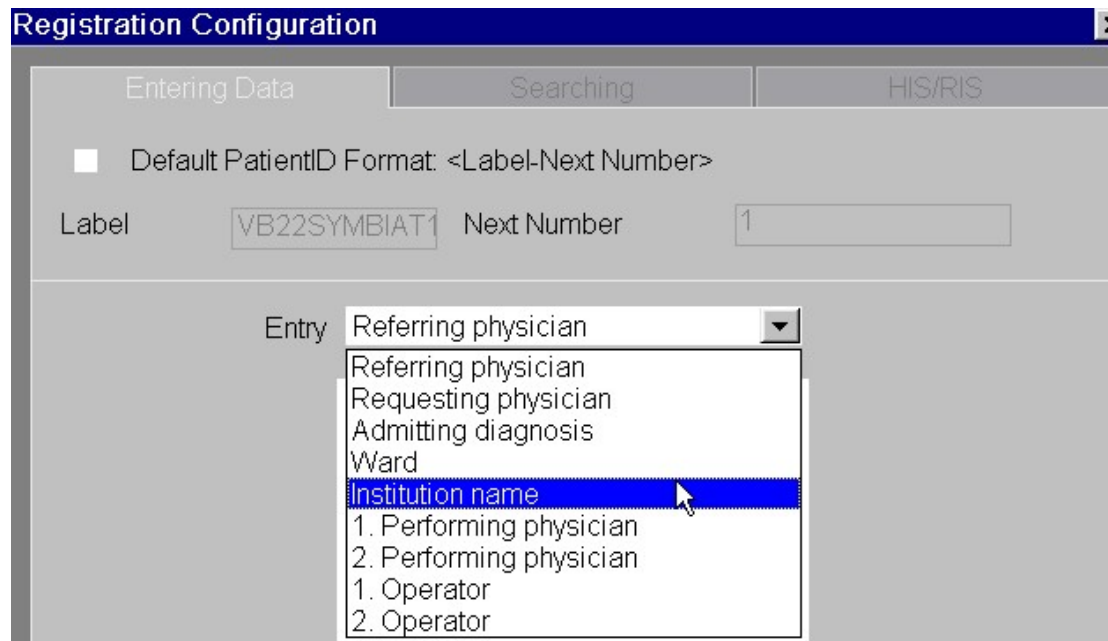 Registration Configuration
Entering Data Searching HIS/RIS
Default PatientID Format: <Label-Next Number>
Label VB22SYMBIAT1 Next Number 1
Entry Referring physician
Referring physician
Requesting physician
Admitting diagnosis
Ward
Institution name
1. Performing physician
2. Performing physician
1. Operator
2. Operator